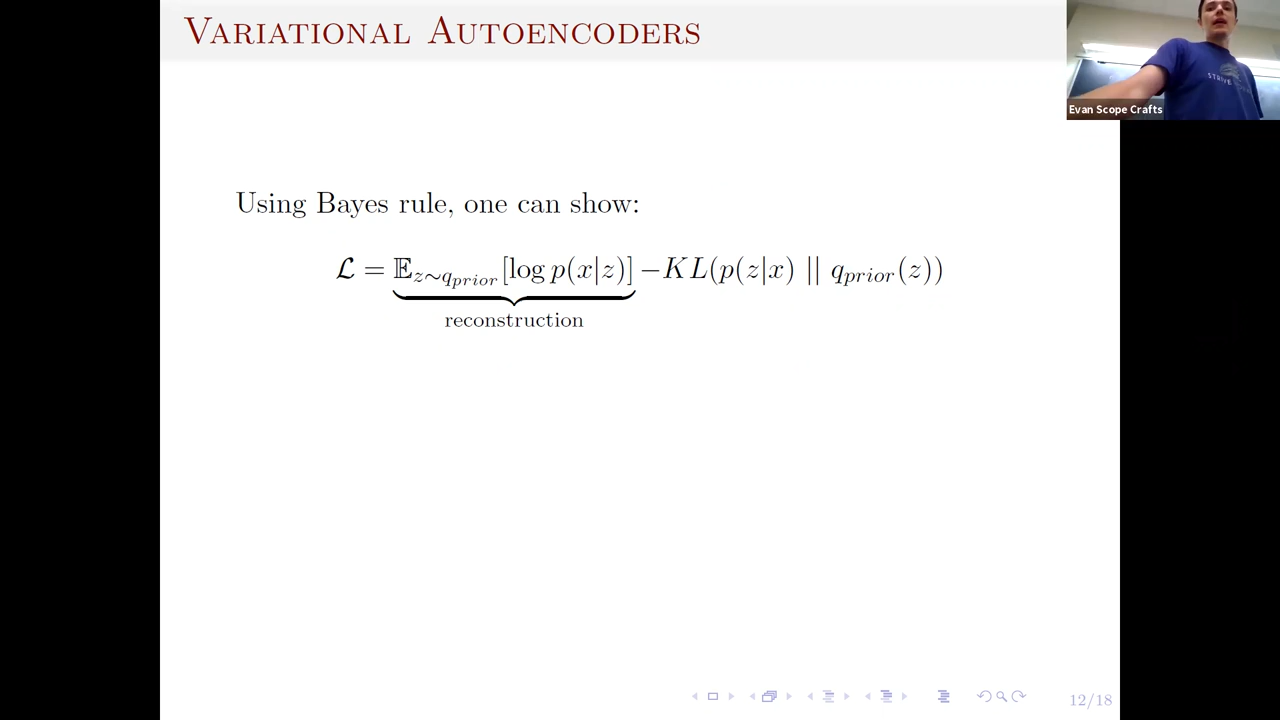 VARIATIONAL AUTOENCODERS
Evan Scope Crafts
Using Bayes rule, one can show:
ℒ = 𝔼_{z∼q_{prior}}[log p(x|z)] −KL(p(z|x) || q_{prior}(z))
reconstruction
12/18